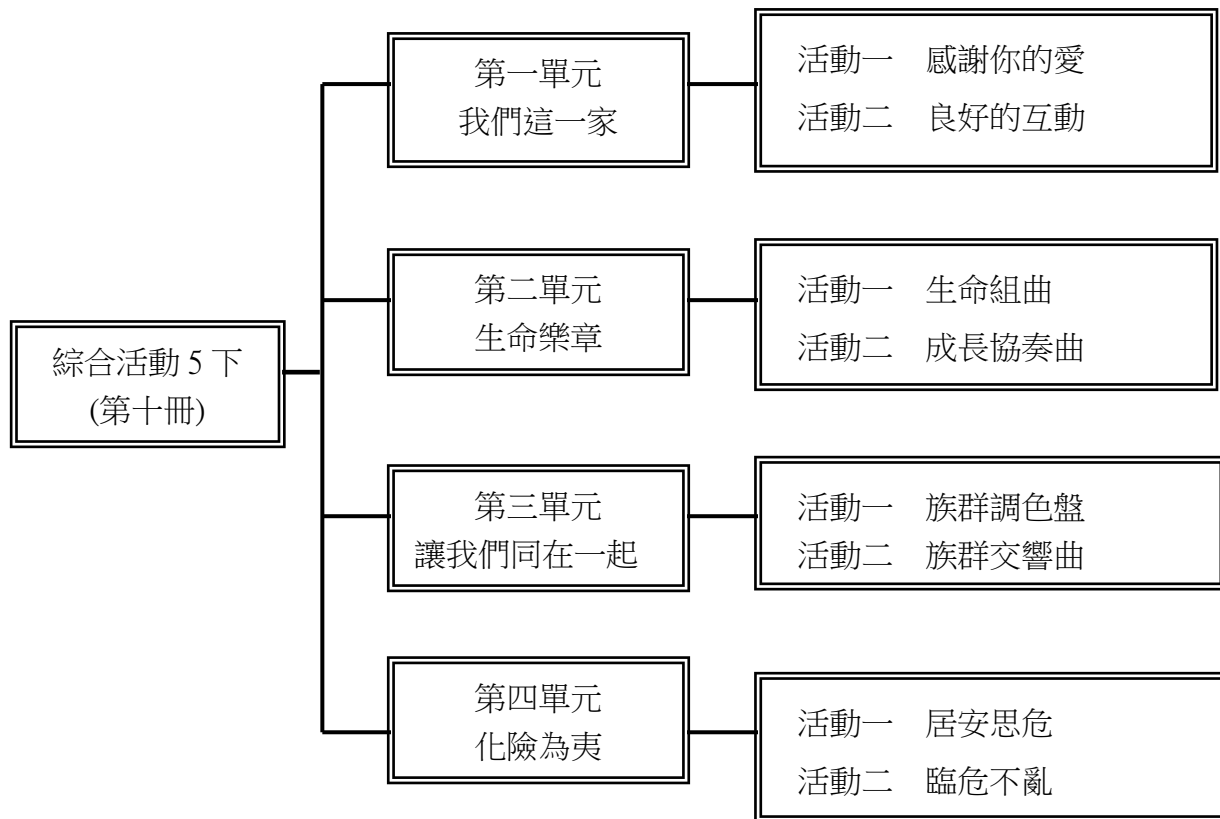 綜合活動 5 下
(第十冊)
第一單元
我們這一家
活動一　感謝你的愛
活動二　良好的互動
第二單元
生命樂章
活動一　生命組曲
活動二　成長協奏曲
第三單元
讓我們同在一起
活動一　族群調色盤
活動二　族群交響曲
第四單元
化險為夷
活動一　居安思危
活動二　臨危不亂